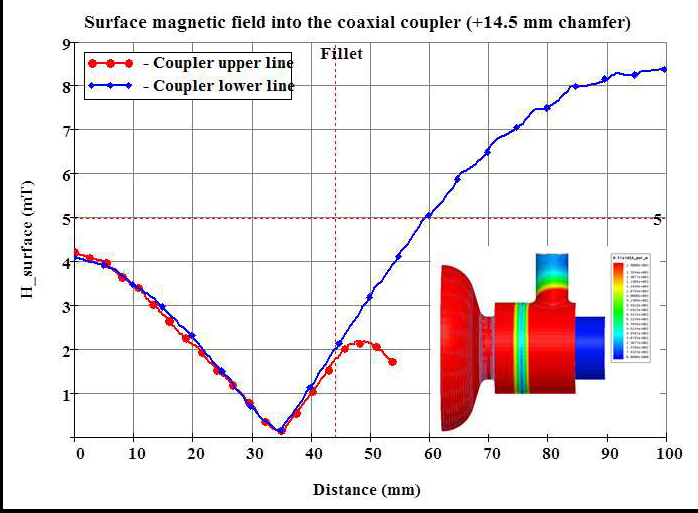 Surface magnetic field into the coaxial coupler (+14.5 mm chamfer)
Fillet
- Coupler upper line
- Coupler lower line
9
8
7
6
5
4
3
2
1
5
H_surface (mT)
0 10 20 30 40 50 60 70 80 90 100
Distance (mm)